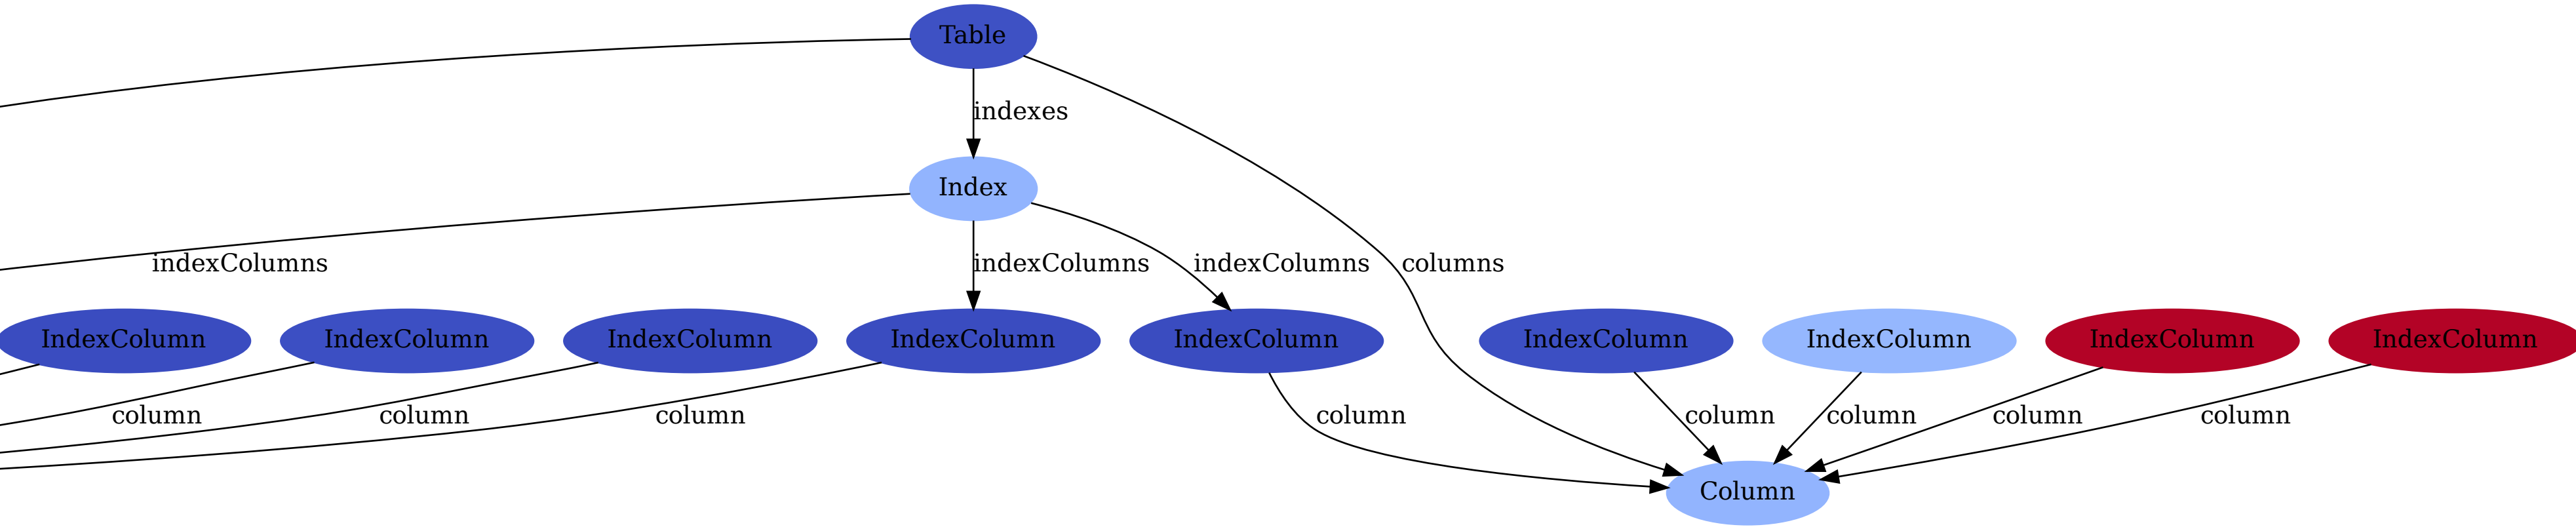 Table
indexes
Index
indexColumns
indexColumns
indexColumns
columns
IndexColumn
IndexColumn
IndexColumn
IndexColumn
IndexColumn
IndexColumn
IndexColumn
IndexColumn
IndexColumn
column
column
column
column
column
column
column
column
Column